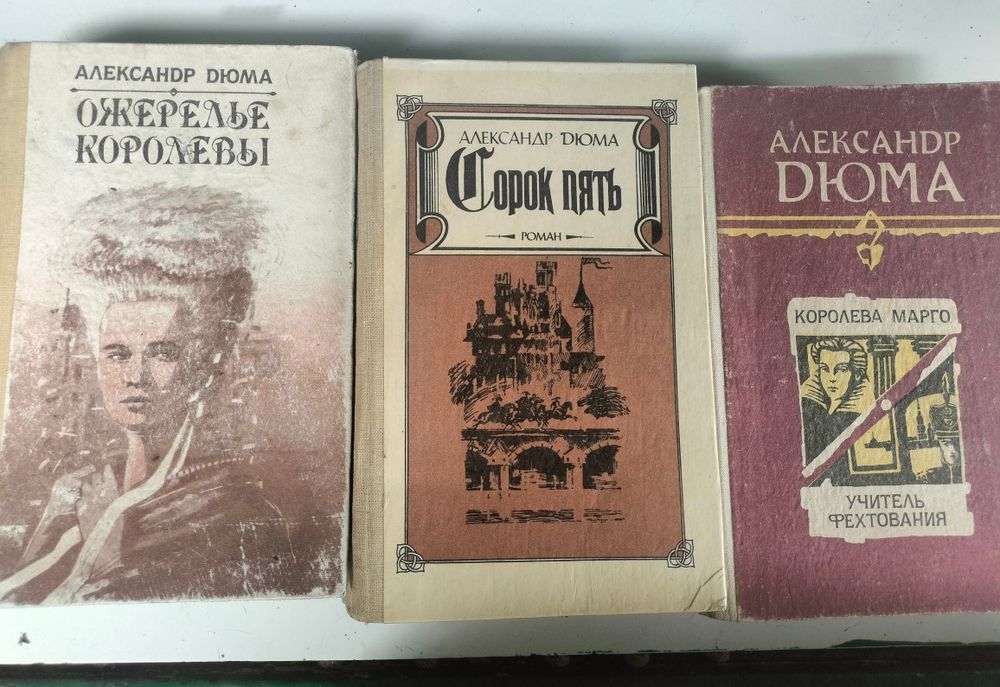 АЛЕКСАНДР ДЮМА
ОЖЕРЕЛЬЕ
КОРОЛЕВЫ
АЛЕКСАНДР ДЮМА
Сорок пять
РОМАН
АЛЕКСАНДР
ДЮМА
КОРОЛЕВА МАРГО
УЧИТЕЛЬ
ФЕХТОВАНИЯ